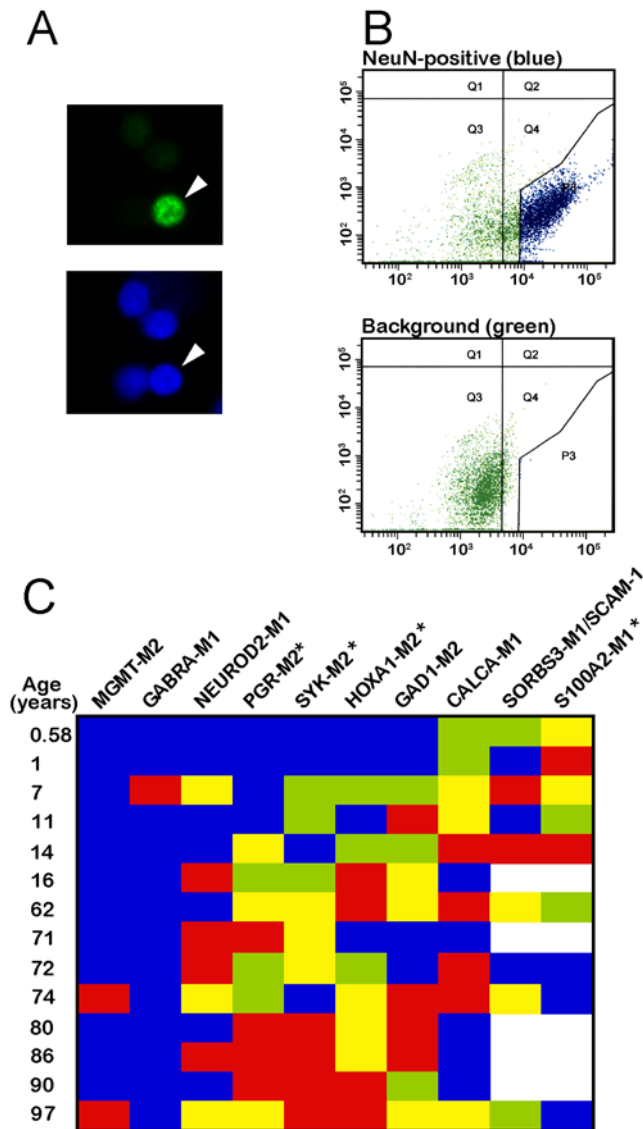 A
B
NeuN-positive (blue)
Q1 Q2
Q3 Q4
10^5
10^4
10^3
10^2
10^2 10^3 10^4 10^5
Background (green)
Q1 Q2
Q3 Q4
P3
10^5
10^4
10^3
10^2
10^2 10^3 10^4 10^5
C
Age
(years)
MGMT-M2
GABRA-M1
NEUROD2-M1
PGR-M2*
SYK-M2*
HOXA1-M2*
GAD1-M2
CALCA-M1
SORBS3-M1/SCAM-1
S100A2-M1*
0.58
1
7
11
14
16
62
71
72
74
80
86
90
97